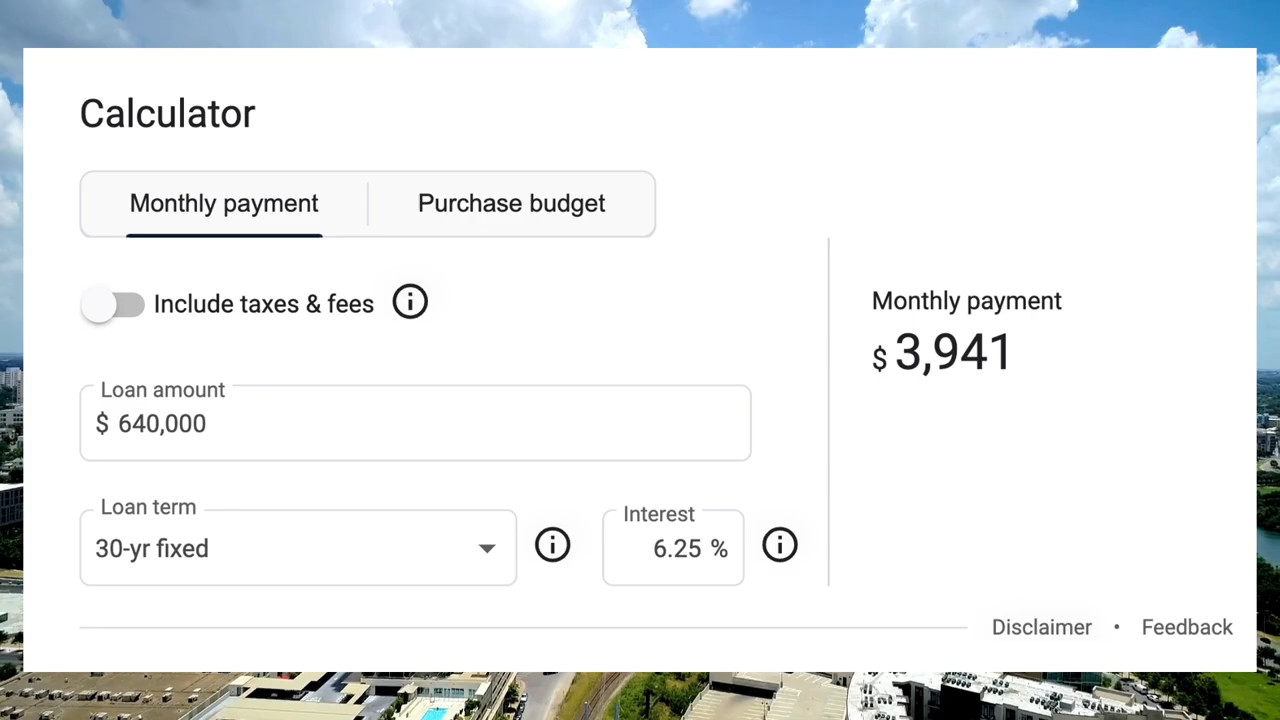 Calculator
Monthly payment
Purchase budget
Include taxes & fees
Monthly payment
$ 3,941
Loan amount
$ 640,000
Loan term
30-yr fixed
Interest
6.25 %
Disclaimer • Feedback